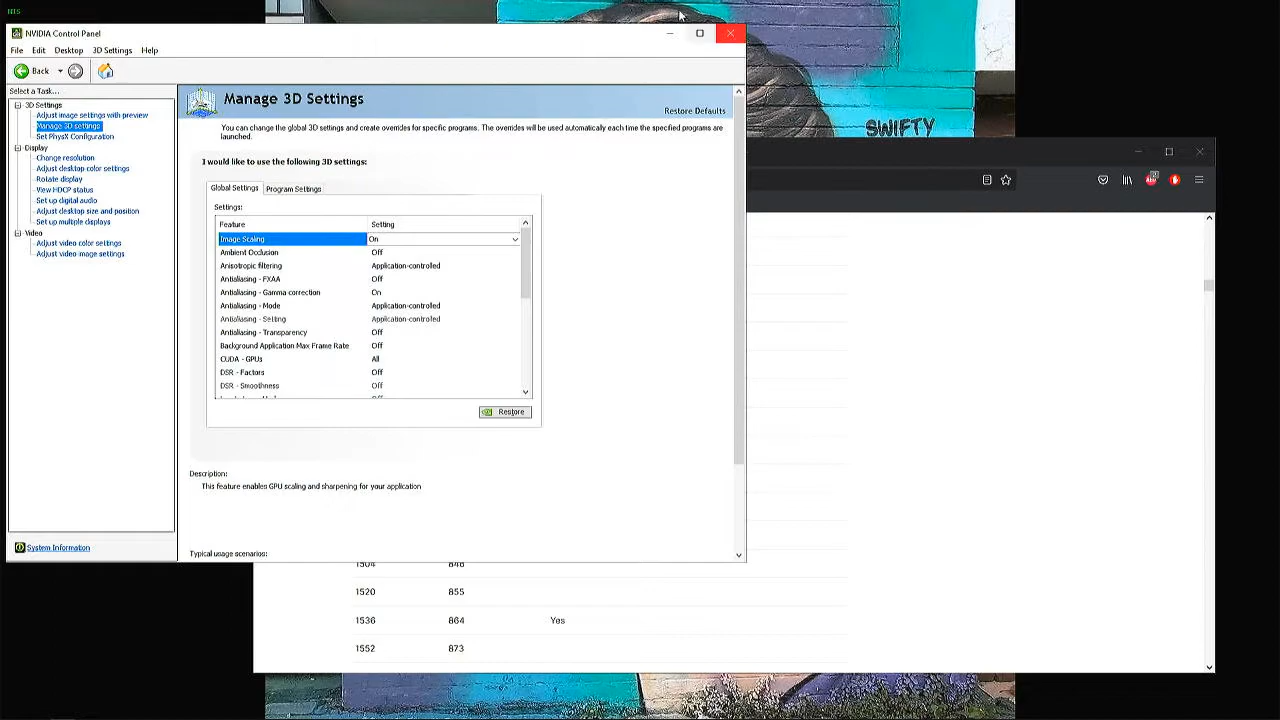 NIS
NVIDIA Control Panel
File Edit Desktop 3D Settings Help
Back
Select a Task...
3D Settings
Adjust image settings with preview
Manage 3D settings
Set PhysX Configuration
Display
Change resolution
Adjust desktop color settings
Rotate display
View HDCP status
Set up digital audio
Adjust desktop size and position
Set up multiple displays
Video
Adjust video color settings
Adjust video image settings
System Information
Manage 3D Settings
Restore Defaults
You can change the global 3D settings and create overrides for specific programs. The overrides will be used automatically each time the specified programs are
launched.
I would like to use the following 3D settings:
Global Settings Program Settings
Settings:
Feature Setting
Image Scaling On
Ambient Occlusion Off
Anisotropic filtering Application-controlled
Antialiasing - FXAA Off
Antialiasing - Gamma correction On
Antialiasing - Mode Application-controlled
Antialiasing - Setting Application-controlled
Antialiasing - Transparency Off
Background Application Max Frame Rate Off
CUDA - GPUs All
DSR - Factors Off
DSR - Smoothness Off
Restore
Description:
This feature enables GPU scaling and sharpening for your application
Typical usage scenarios:
SWIFTY
1504 846
1520 855
1536 864 Yes
1552 873